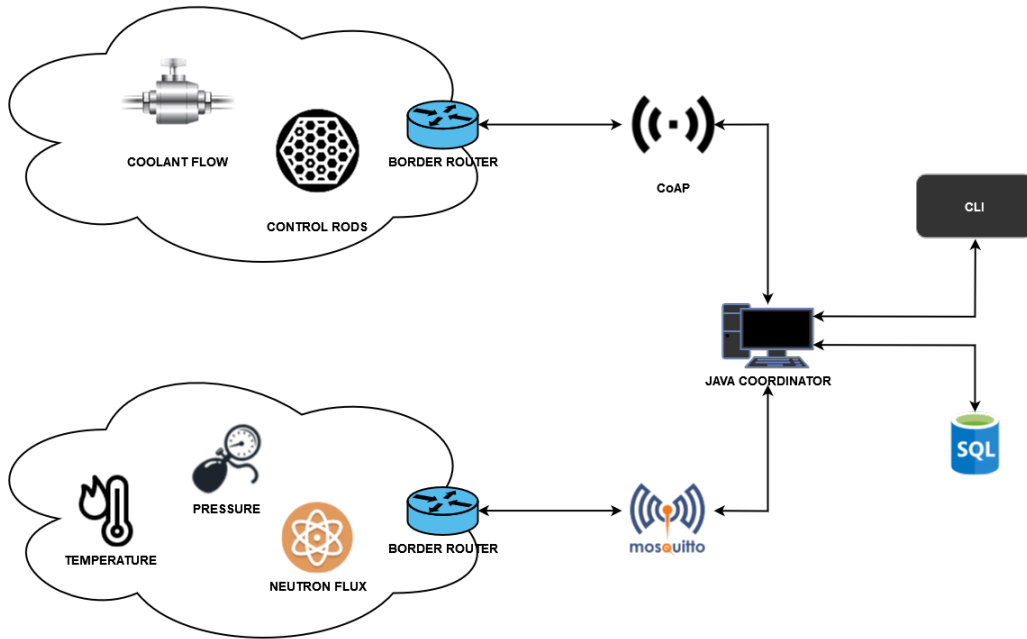 COOLANT FLOW
CONTROL RODS
BORDER ROUTER
CoAP
CLI
JAVA COORDINATOR
SQL
TEMPERATURE
PRESSURE
NEUTRON FLUX
BORDER ROUTER
mosquitto